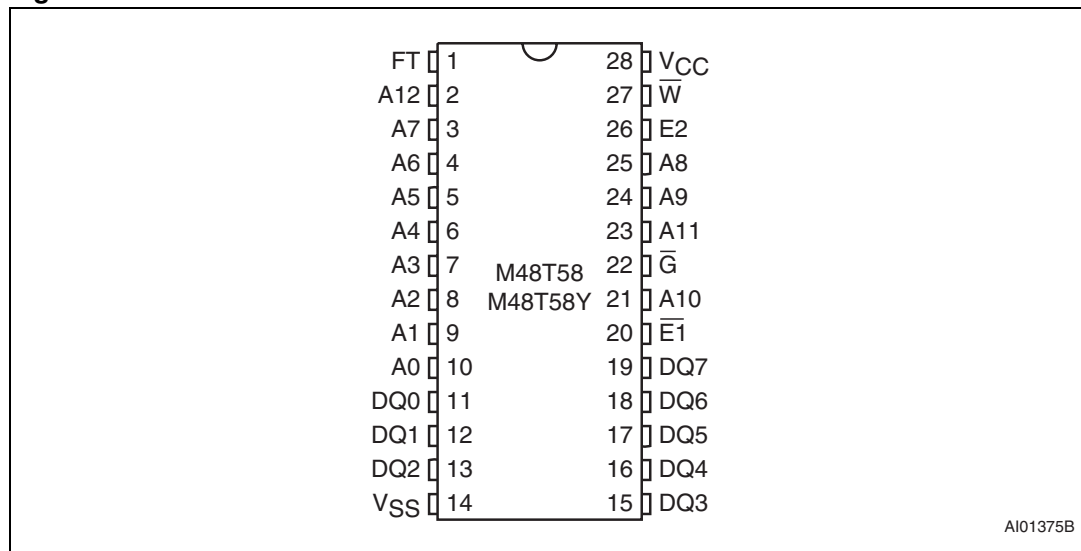 FT 1 28 VCC
A12 2 27 W̅
A7 3 26 E2
A6 4 25 A8
A5 5 24 A9
A4 6 23 A11
A3 7 M48T58 22 G̅
A2 8 M48T58Y 21 A10
A1 9 20 E1̅
A0 10 19 DQ7
DQ0 11 18 DQ6
DQ1 12 17 DQ5
DQ2 13 16 DQ4
VSS 14 15 DQ3
AI01375B